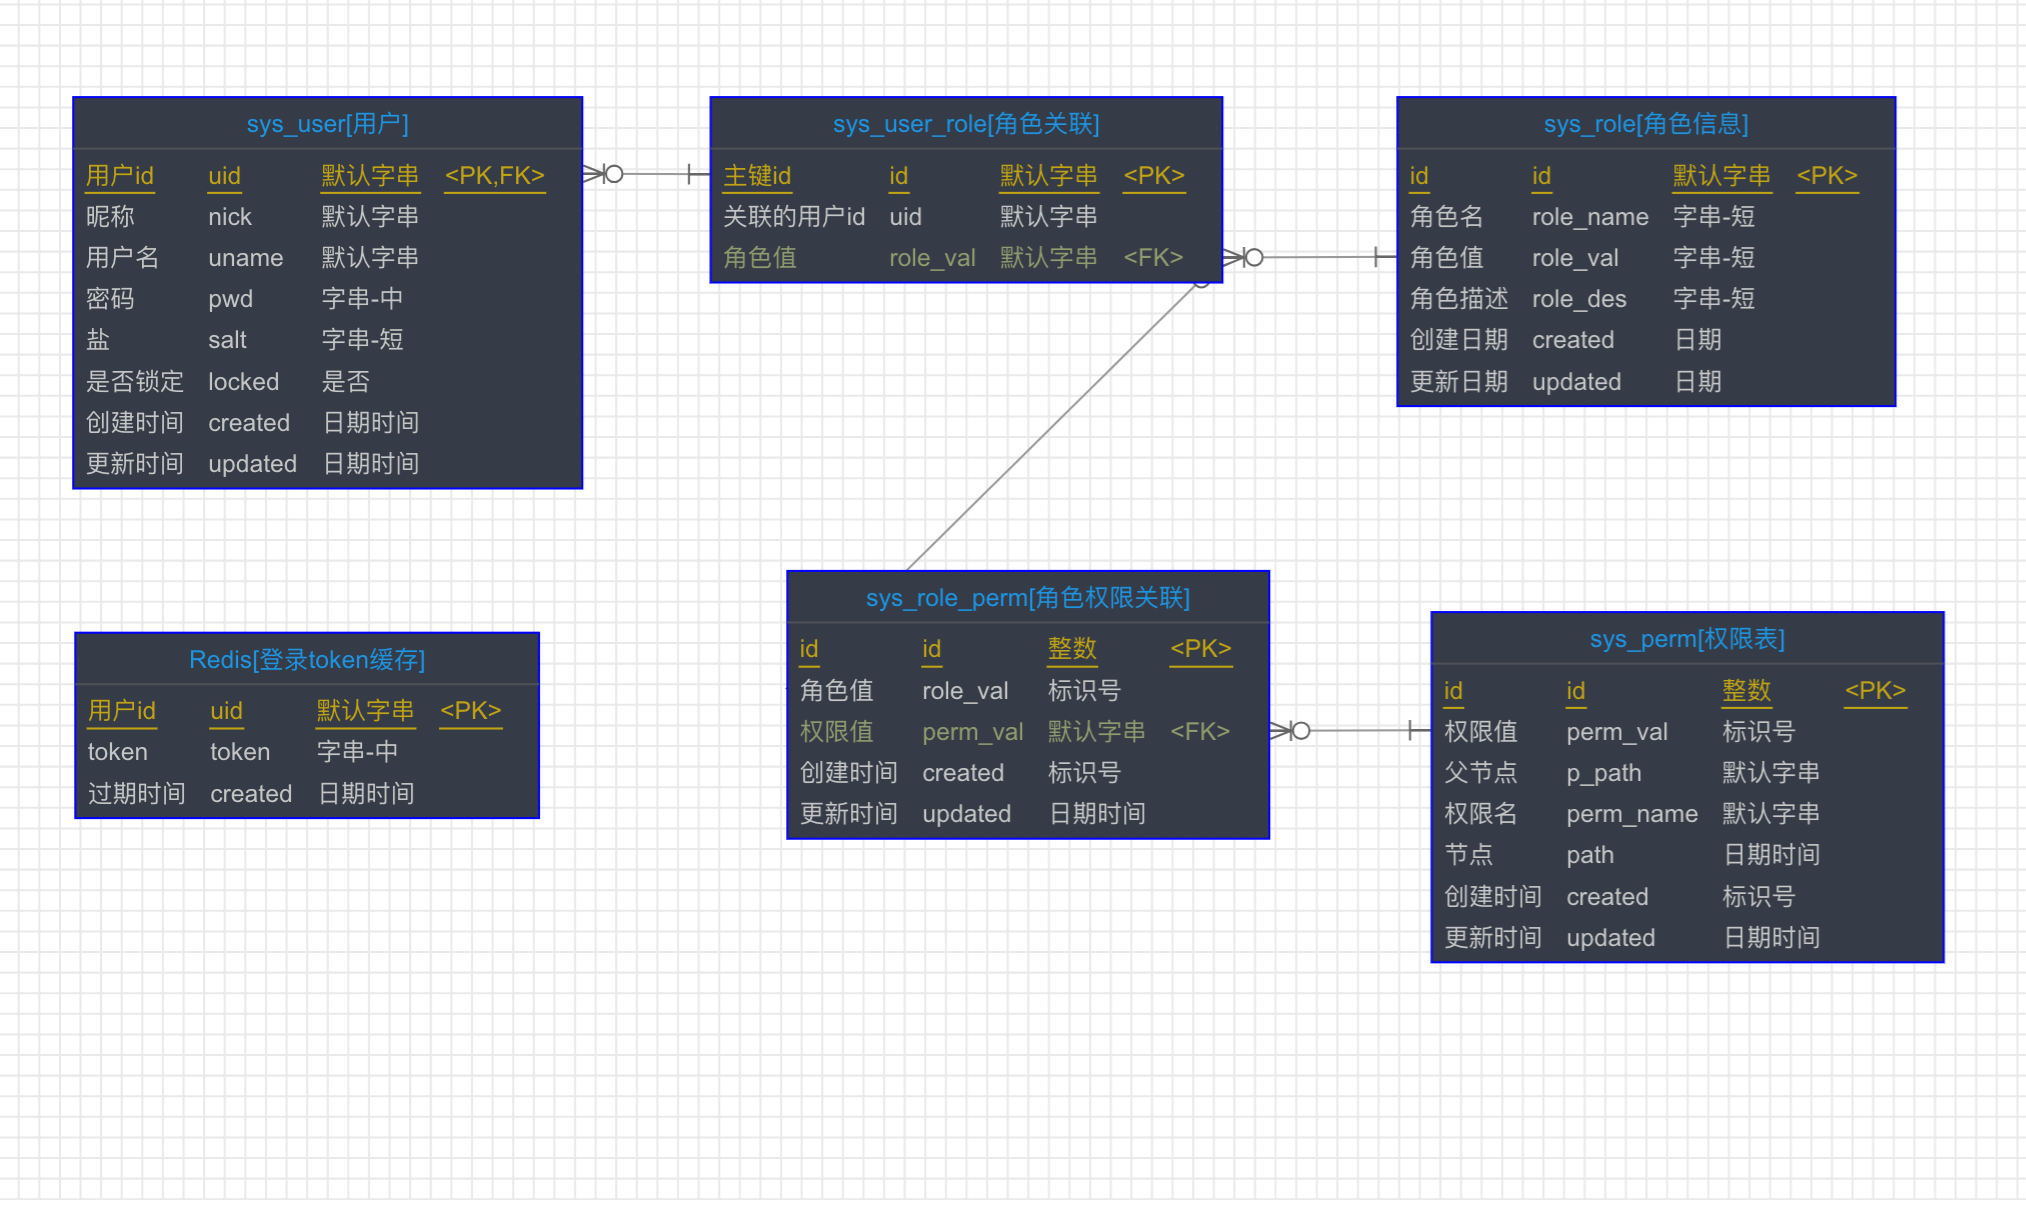 sys_user[用户]
用户id uid 默认字串 <PK,FK>
昵称 nick 默认字串
用户名 uname 默认字串
密码 pwd 字串-中
盐 salt 字串-短
是否锁定 locked 是否
创建时间 created 日期时间
更新时间 updated 日期时间
sys_user_role[角色关联]
主键id id 默认字串 <PK>
关联的用户id uid 默认字串
角色值 role_val 默认字串 <FK>
sys_role[角色信息]
id id 默认字串 <PK>
角色名 role_name 字串-短
角色值 role_val 字串-短
角色描述 role_des 字串-短
创建日期 created 日期
更新日期 updated 日期
Redis[登录token缓存]
用户id uid 默认字串 <PK>
token token 字串-中
过期时间 created 日期时间
sys_role_perm[角色权限关联]
id id 整数 <PK>
角色值 role_val 标识号
权限值 perm_val 默认字串 <FK>
创建时间 created 标识号
更新时间 updated 日期时间
sys_perm[权限表]
id id 整数 <PK>
权限值 perm_val 标识号
父节点 p_path 默认字串
权限名 perm_name 默认字串
节点 path 日期时间
创建时间 created 标识号
更新时间 updated 日期时间